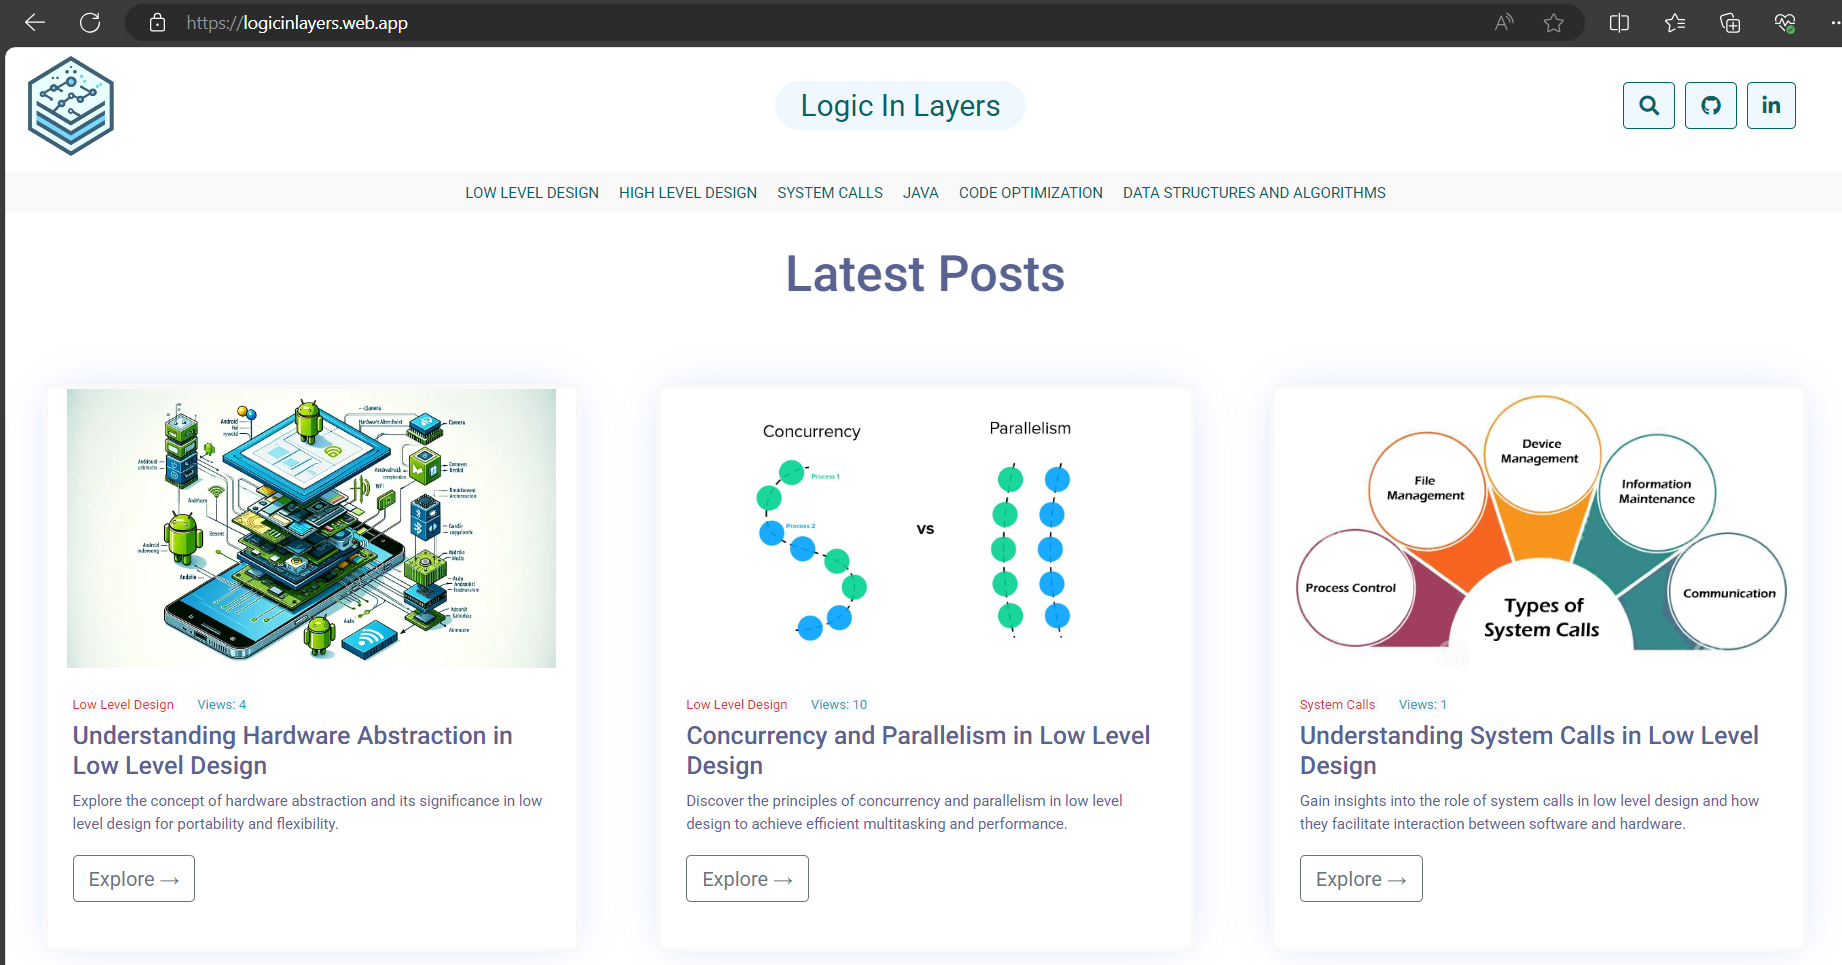 https://logicinlayers.web.app
Logic In Layers
LOW LEVEL DESIGN HIGH LEVEL DESIGN SYSTEM CALLS JAVA CODE OPTIMIZATION DATA STRUCTURES AND ALGORITHMS
Latest Posts
Camera
Camera
Android
WiFi
Concurrency
Process 1
Process 2
vs
Parallelism
Device
Management
File
Management
Information
Maintenance
Process Control
Communication
Types of
System Calls
Low Level Design Views: 4
Understanding Hardware Abstraction in
Low Level Design
Explore the concept of hardware abstraction and its significance in low
level design for portability and flexibility.
Explore →
Low Level Design Views: 10
Concurrency and Parallelism in Low Level
Design
Discover the principles of concurrency and parallelism in low level
design to achieve efficient multitasking and performance.
Explore →
System Calls Views: 1
Understanding System Calls in Low Level
Design
Gain insights into the role of system calls in low level design and how
they facilitate interaction between software and hardware.
Explore →